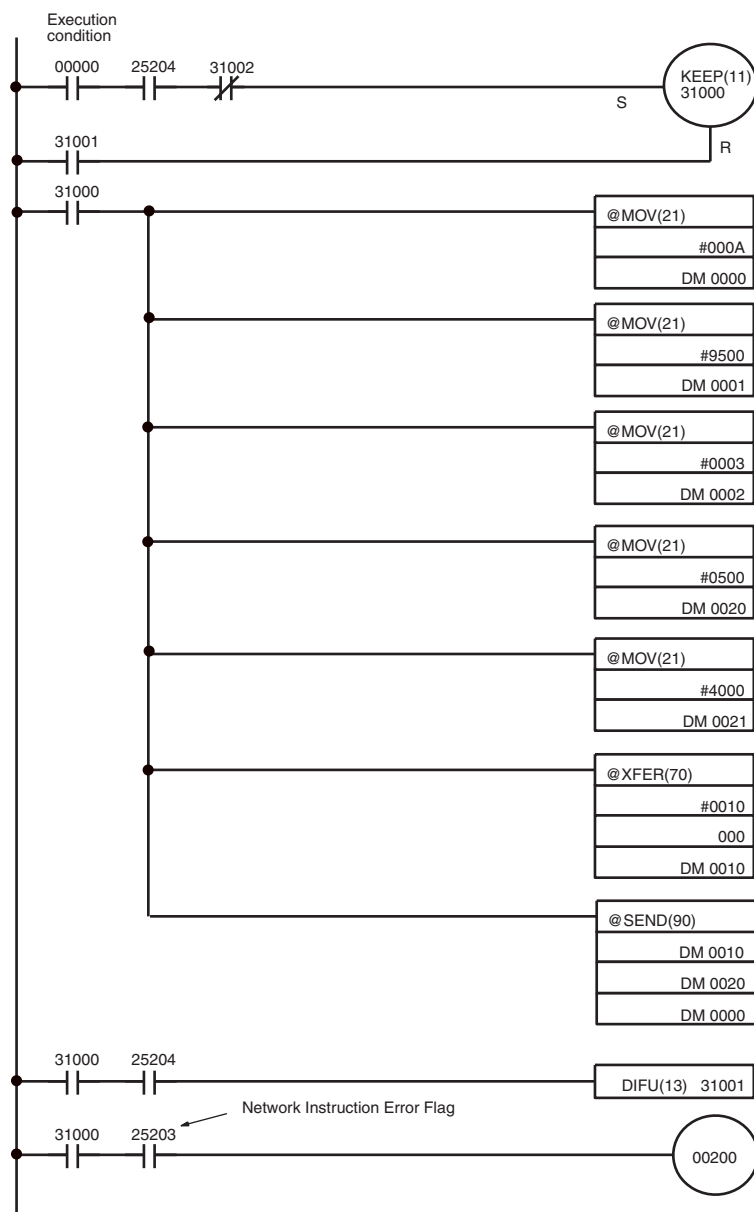 Execution
condition
00000 25204 31002
KEEP(11)
31000
S
R
31001
31000
@MOV(21)
#000A
DM 0000
@MOV(21)
#9500
DM 0001
@MOV(21)
#0003
DM 0002
@MOV(21)
#0500
DM 0020
@MOV(21)
#4000
DM 0021
@XFER(70)
#0010
000
DM 0010
@SEND(90)
DM 0010
DM 0020
DM 0000
31000 25204
DIFU(13) 31001
Network Instruction Error Flag
31000 25203
00200